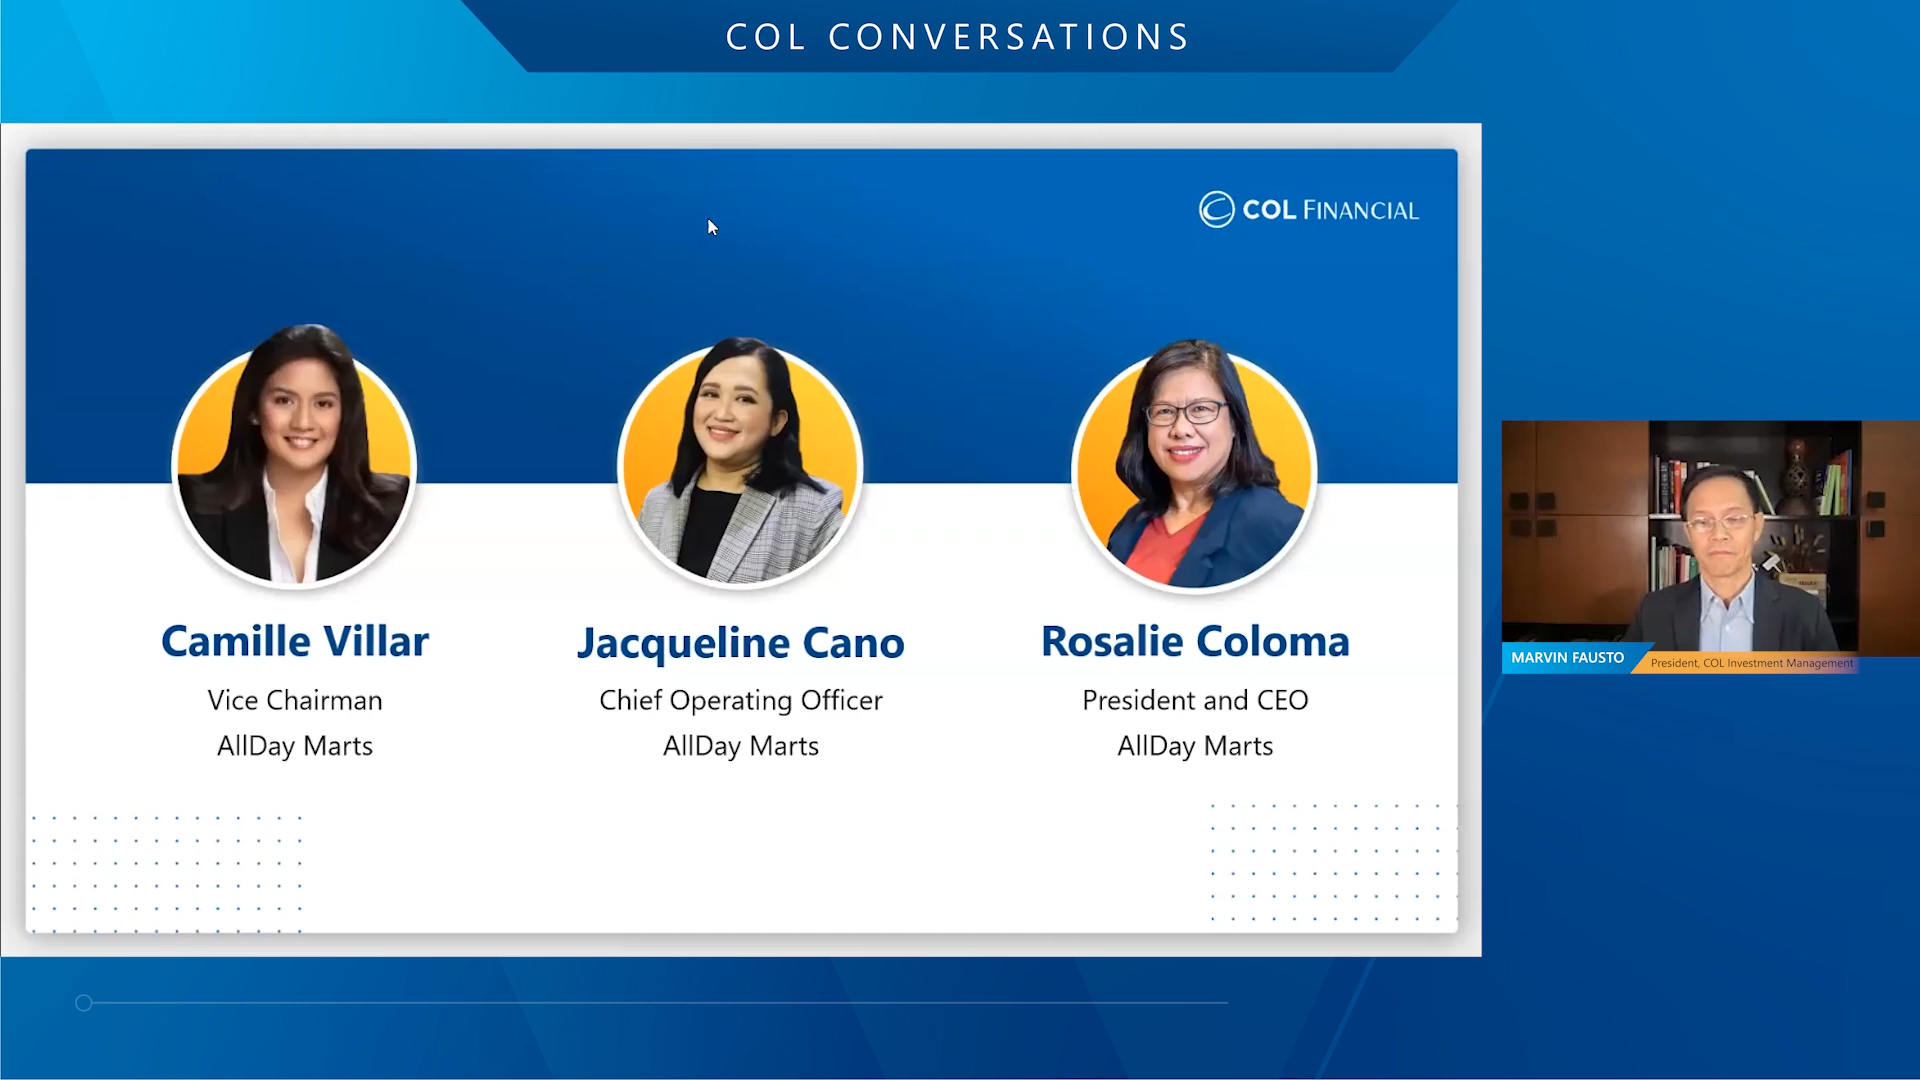 COL CONVERSATIONS
COL FINANCIAL
Camille Villar
Vice Chairman
AllDay Marts
Jacqueline Cano
Chief Operating Officer
AllDay Marts
Rosalie Coloma
President and CEO
AllDay Marts
MARVIN FAUSTO
President, COL Investment Management